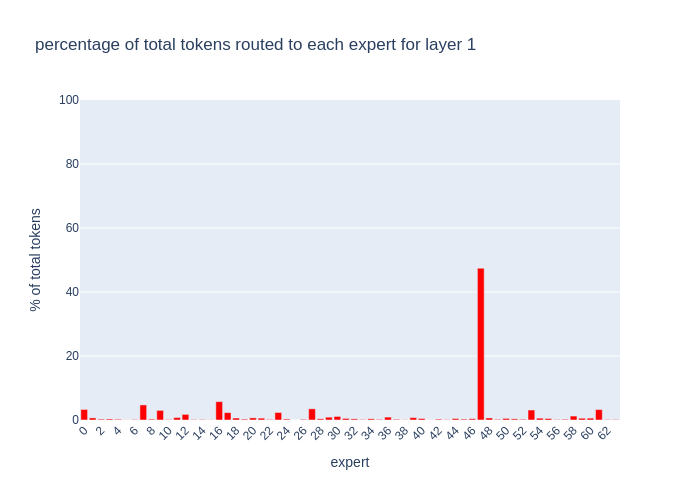 percentage of total tokens routed to each expert for layer 1
100
80
60
40
20
0
% of total tokens
0 2 4 6 8 10 12 14 16 18 20 22 24 26 28 30 32 34 36 38 40 42 44 46 48 50 52 54 56 58 60 62
expert